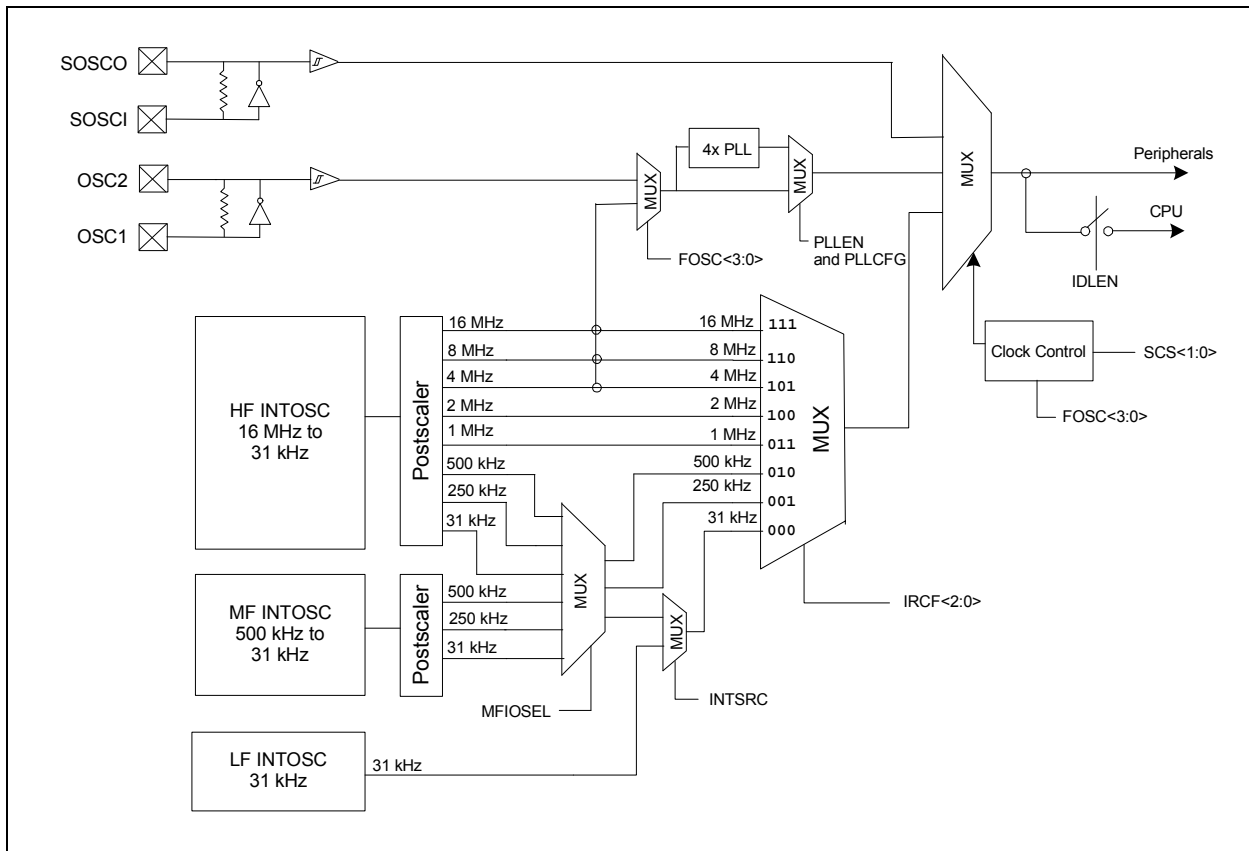 SOSCO
SOSCI
OSC2
OSC1
4x PLL
MUX
MUX
MUX
Peripherals
CPU
IDLEN
FOSC<3:0>
PLLEN
and PLLCFG
Clock Control
SCS<1:0>
FOSC<3:0>
HF INTOSC
16 MHz to
31 kHz
Postscaler
16 MHz
8 MHz
4 MHz
2 MHz
1 MHz
500 kHz
250 kHz
31 kHz
16 MHz
8 MHz
4 MHz
2 MHz
1 MHz
500 kHz
250 kHz
31 kHz
111
110
101
100
011
010
001
000
MUX
IRCF<2:0>
MF INTOSC
500 kHz to
31 kHz
Postscaler
500 kHz
250 kHz
31 kHz
MUX
MFIOSEL
MUX
INTSRC
LF INTOSC
31 kHz
31 kHz